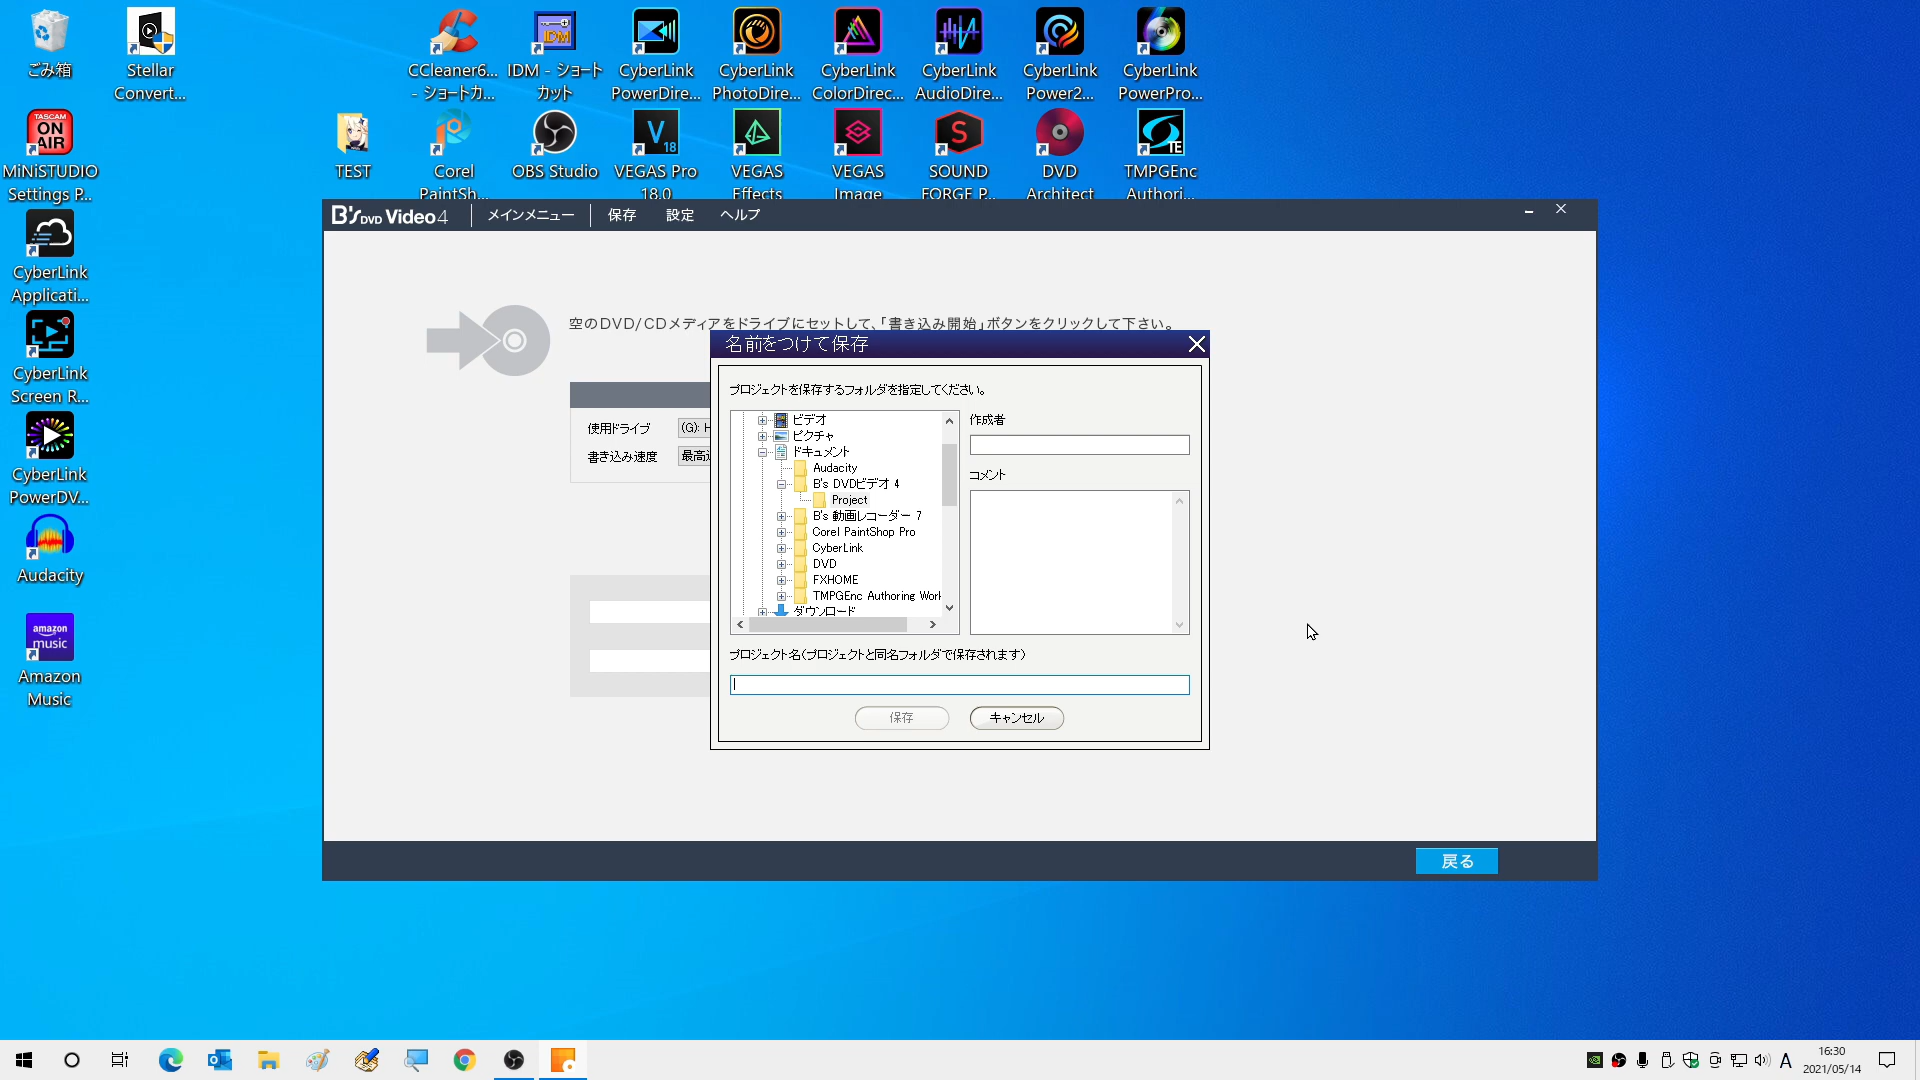 ごみ箱
Stellar
Convert...
CCleaner6...
- ショートカ...
IDM - ショート
カット
CyberLink
PowerDire...
CyberLink
PhotoDire...
CyberLink
ColorDirec...
CyberLink
AudioDire...
CyberLink
Power2...
CyberLink
PowerPro...
TASCAM
ON
AIR
MiNiSTUDIO
Settings P...
TEST
Corel
PaintSh...
OBS Studio
VEGAS Pro
18.0
VEGAS
Effects
VEGAS
Image
SOUND
FORGE P...
DVD
Architect
TMPGEnc
Authori...
CyberLink
Applicati...
CyberLink
Screen R...
CyberLink
PowerDV...
Audacity
amazon
music
Amazon
Music
B's DVD Video 4
メインメニュー
保存
設定
ヘルプ
空のDVD/CDメディアをドライブにセットして、「書き込み開始」ボタンをクリックして下さい。
使用ドライブ
(G): H
書き込み速度
最高速
名前をつけて保存
プロジェクトを保存するフォルダを指定してください。
ビデオ
ピクチャ
ドキュメント
Audacity
B's DVDビデオ 4
Project
B's 動画レコーダー 7
Corel PaintShop Pro
CyberLink
DVD
FXHOME
TMPGEnc Authoring Work
ダウンロード
作成者
コメント
プロジェクト名(プロジェクトと同名フォルダで保存されます)
保存
キャンセル
戻る
A
16:30
2021/05/14